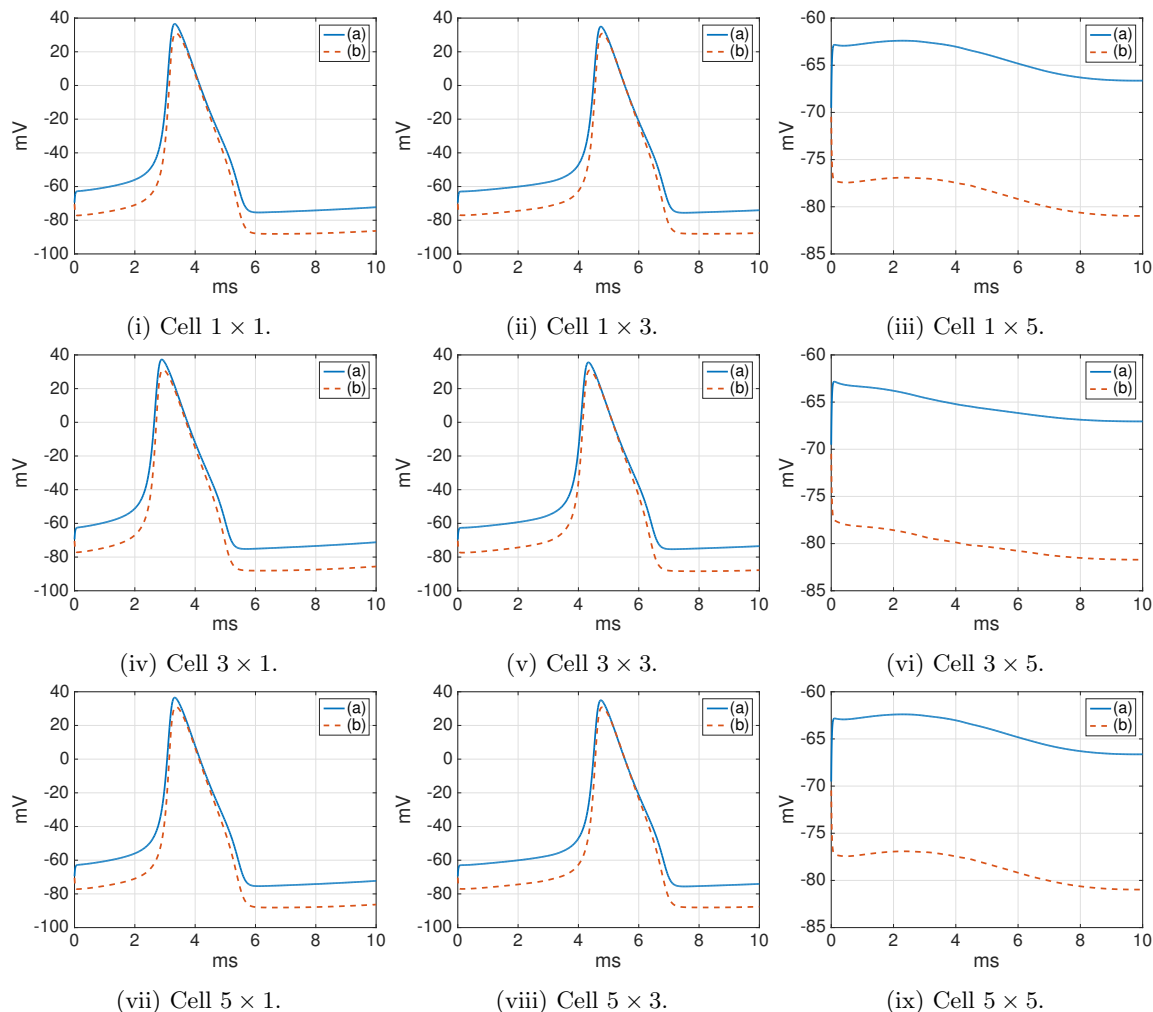 40
20
0
-20
-40
-60
-80
-100
mV
0 2 4 6 8 10
ms
(a)
(b)
(i) Cell 1 × 1.
40
20
0
-20
-40
-60
-80
-100
mV
0 2 4 6 8 10
ms
(a)
(b)
(ii) Cell 1 × 3.
-60
-65
-70
-75
-80
-85
mV
0 2 4 6 8 10
ms
(a)
(b)
(iii) Cell 1 × 5.
40
20
0
-20
-40
-60
-80
-100
mV
0 2 4 6 8 10
ms
(a)
(b)
(iv) Cell 3 × 1.
40
20
0
-20
-40
-60
-80
-100
mV
0 2 4 6 8 10
ms
(a)
(b)
(v) Cell 3 × 3.
-60
-65
-70
-75
-80
-85
mV
0 2 4 6 8 10
ms
(a)
(b)
(vi) Cell 3 × 5.
40
20
0
-20
-40
-60
-80
-100
mV
0 2 4 6 8 10
ms
(a)
(b)
(vii) Cell 5 × 1.
40
20
0
-20
-40
-60
-80
-100
mV
0 2 4 6 8 10
ms
(a)
(b)
(viii) Cell 5 × 3.
-60
-65
-70
-75
-80
-85
mV
0 2 4 6 8 10
ms
(a)
(b)
(ix) Cell 5 × 5.